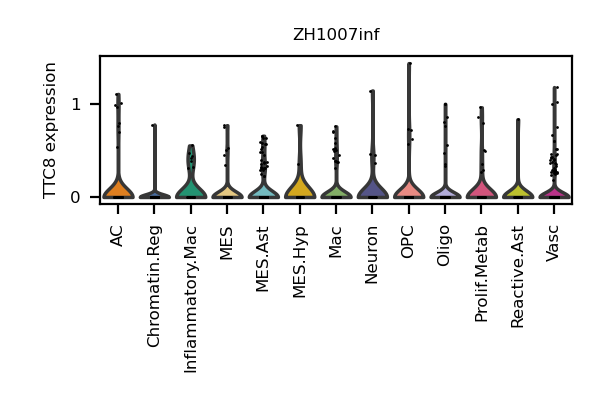 ZH1007inf
TTC8 expression
1
0
AC
Chromatin.Reg
Inflammatory.Mac
MES
MES.Ast
MES.Hyp
Mac
Neuron
OPC
Oligo
Prolif.Metab
Reactive.Ast
Vasc